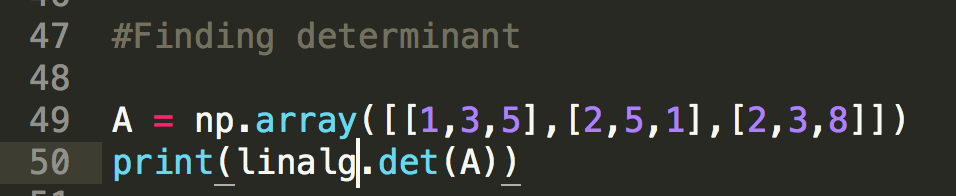 47 #Finding determinant
48
49 A = np.array([[1,3,5],[2,5,1],[2,3,8]])
50 print(linalg.det(A))